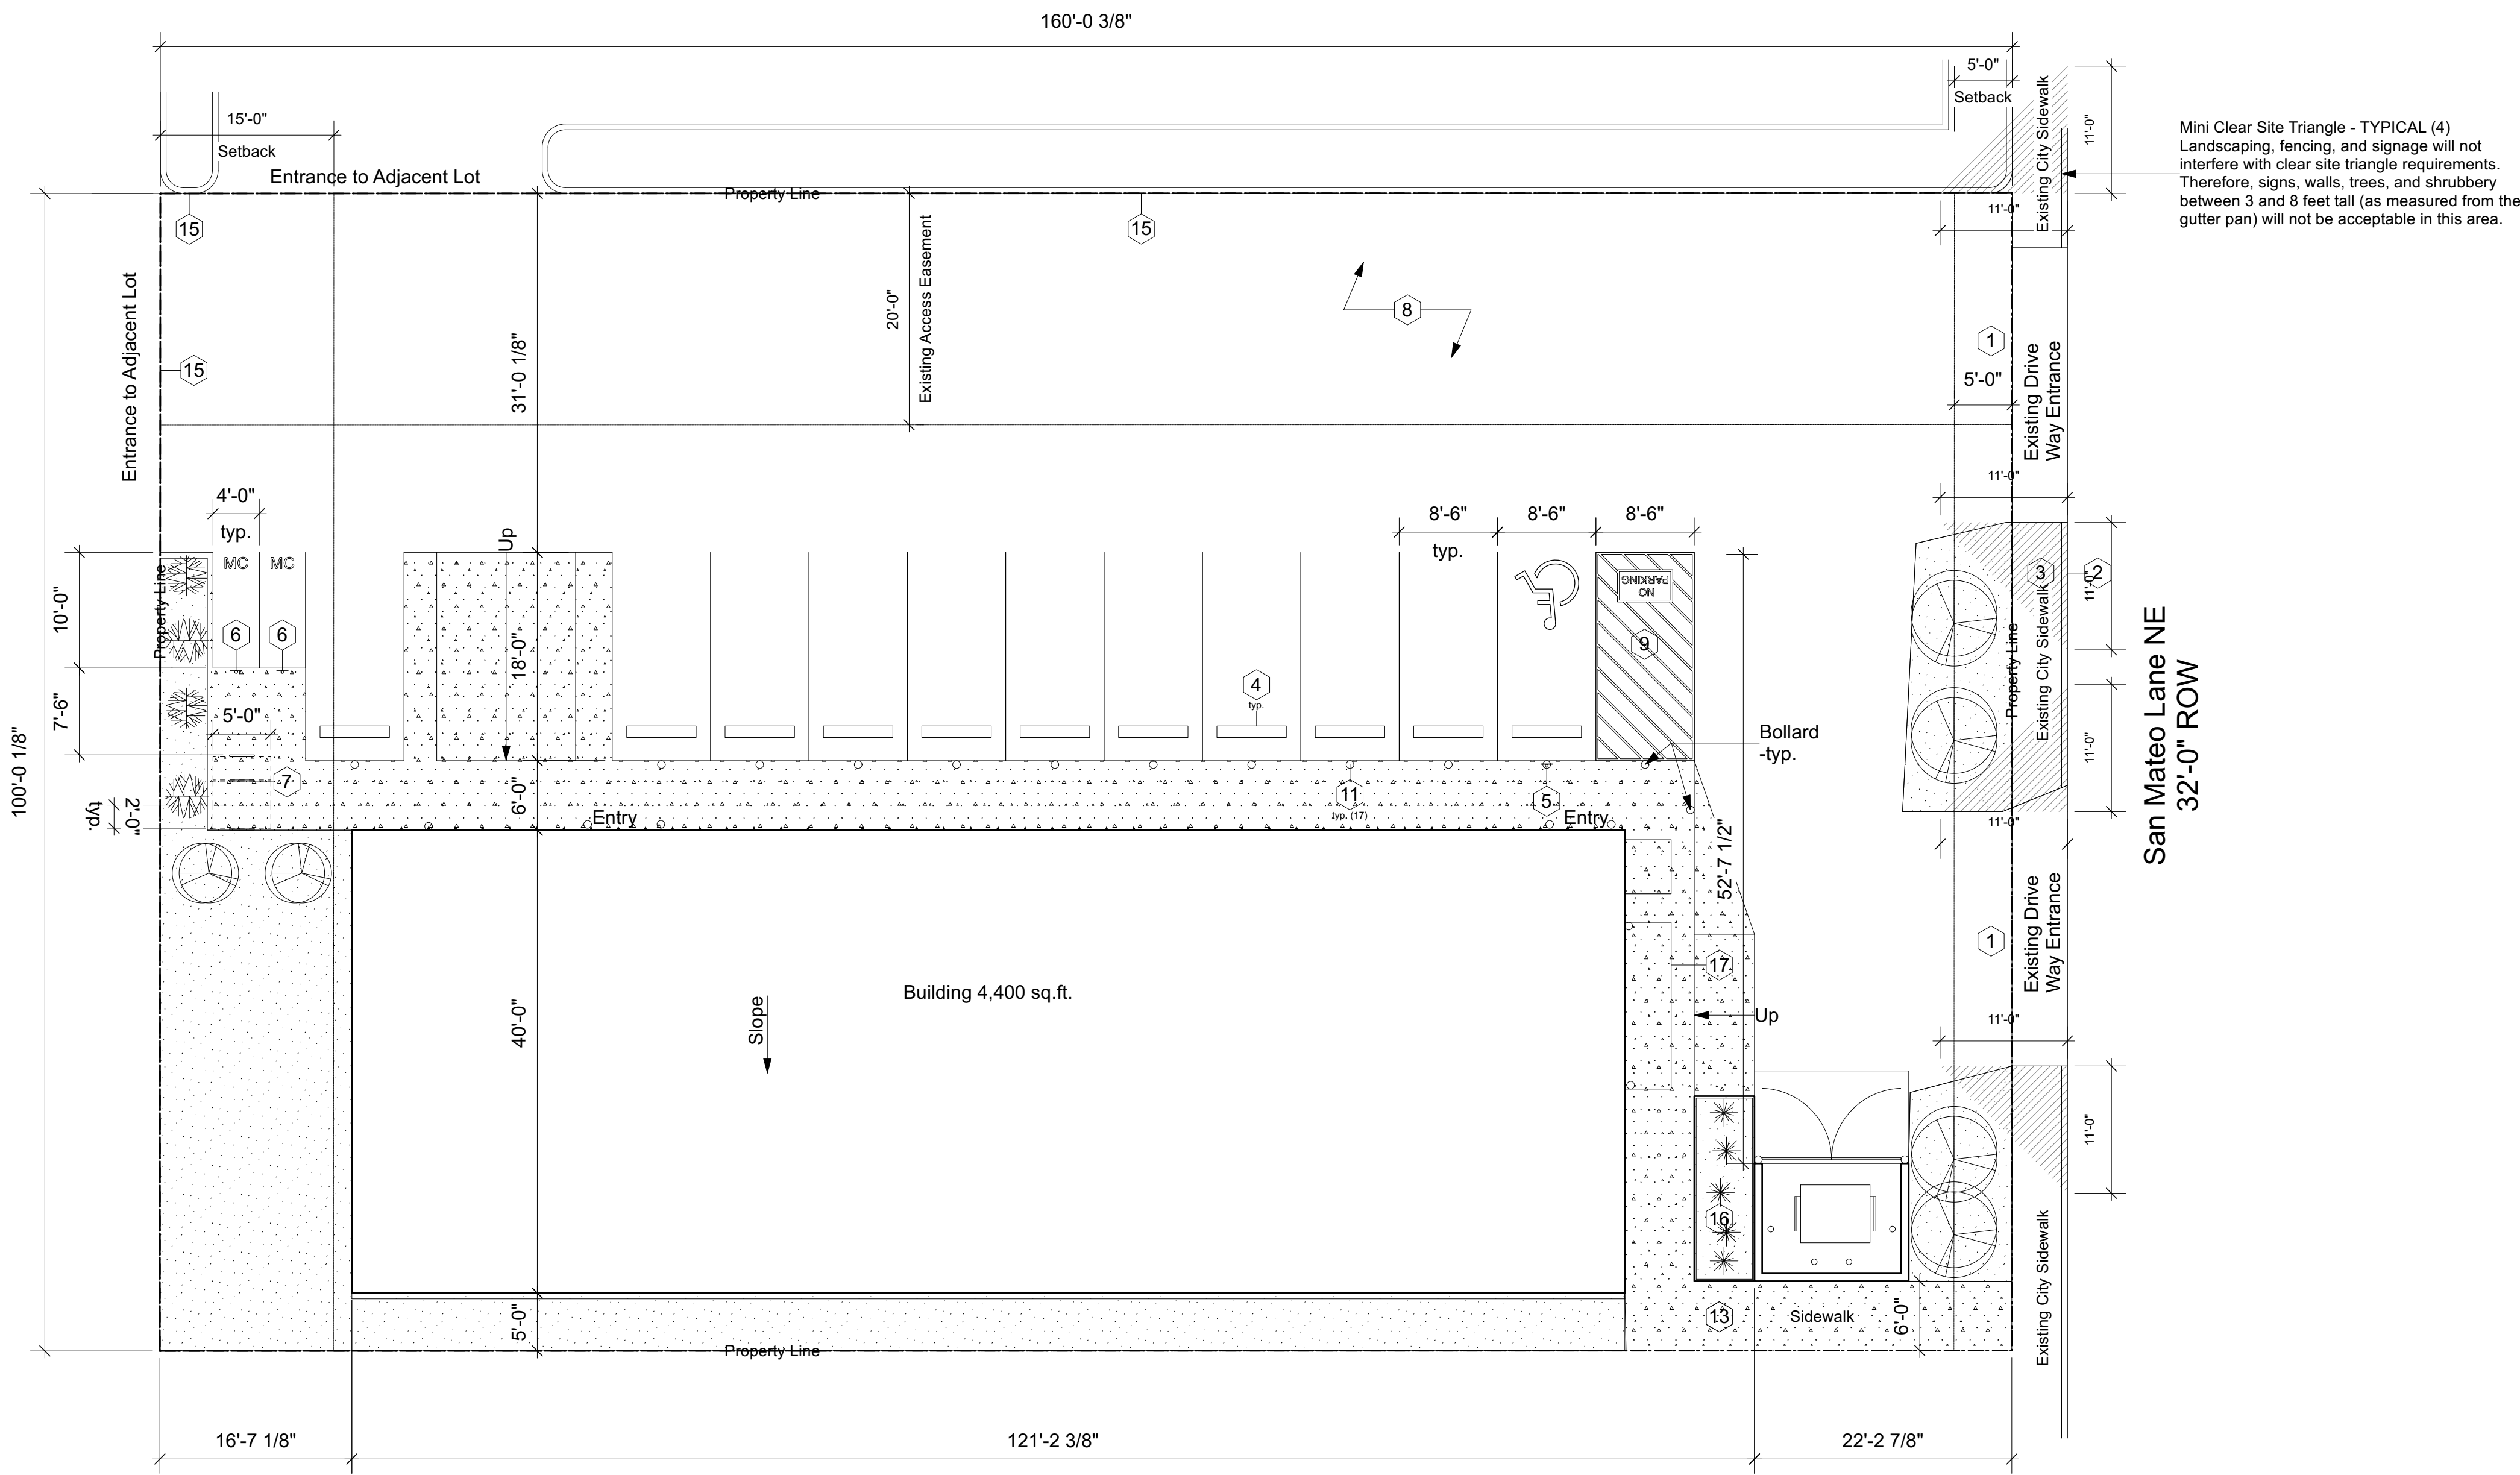 160'-0 3/8"
5'-0"
Setback
15'-0"
Setback
Entrance to Adjacent Lot
Property Line
Existing City Sidewalk
11'-0"
11'-0"
Mini Clear Site Triangle - TYPICAL (4)
Landscaping, fencing, and signage will not
interfere with clear site triangle requirements.
Therefore, signs, walls, trees, and shrubbery
between 3 and 8 feet tall (as measured from the
gutter pan) will not be acceptable in this area.
15
15
15
Entrance to Adjacent Lot
31'-0 1/8"
20'-0"
Existing Access Easement
8
1
5'-0"
Existing Drive
Way Entrance
11'-0"
4'-0"
typ.
MC
MC
6
6
Up
18'-0"
8'-6"
typ.
8'-6"
8'-6"
NO
PARKING
9
4
typ.
3
2
11'-0"
Property Line
Existing City Sidewalk
11'-0"
San Mateo Lane NE
32'-0" ROW
10'-0"
Property Line
7'-6"
5'-0"
7
2'-0"
typ.
100'-0 1/8"
6'-0"
Entry
11
typ. (17)
5
Entry
Bollard
-typ.
11'-0"
52'-7 1/2"
1
Existing Drive
Way Entrance
11'-0"
Building 4,400 sq.ft.
Slope
40'-0"
17
Up
11'-0"
16
13
Sidewalk
6'-0"
Existing City Sidewalk
5'-0"
Property Line
16'-7 1/8"
121'-2 3/8"
22'-2 7/8"